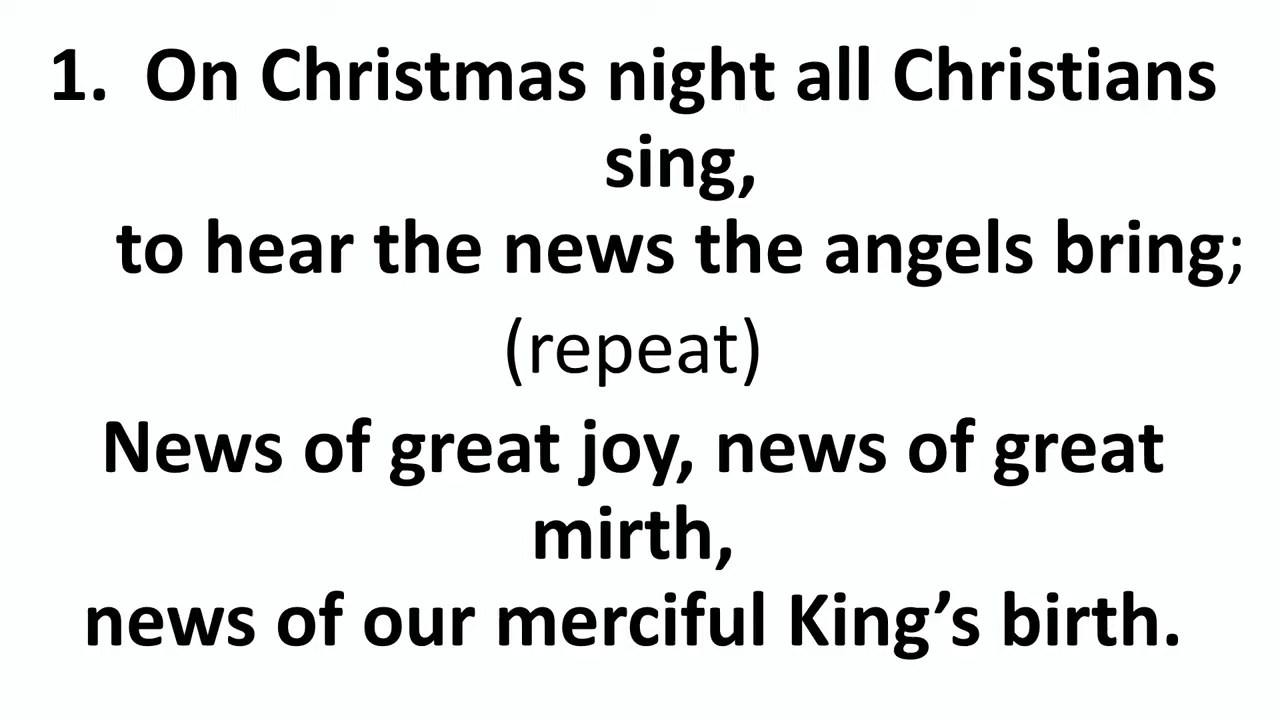 1. On Christmas night all Christians
sing,
to hear the news the angels bring;
(repeat)
News of great joy, news of great
mirth,
news of our merciful King’s birth.